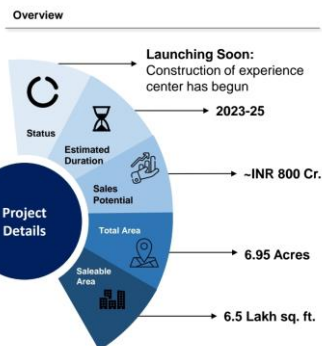 Overview
Launching Soon:
Construction of experience
center has begun
Status
2023-25
Estimated
Duration
~INR 800 Cr.
Sales
Potential
Project
Details
Total Area
6.95 Acres
Saleable
Area
6.5 Lakh sq. ft.